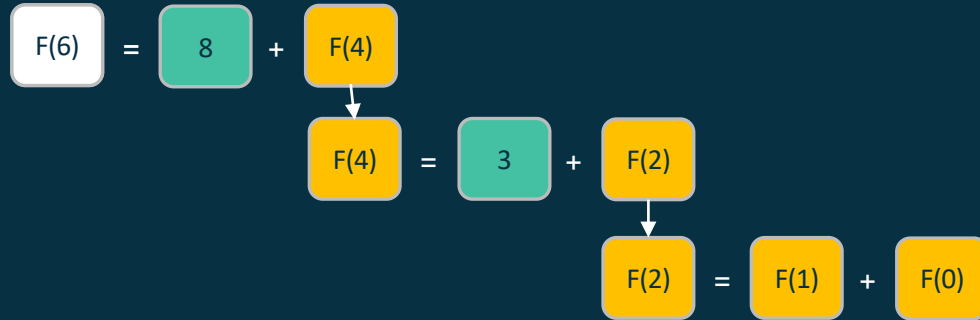 F(6) = 8 + F(4)
F(4) = 3 + F(2)
F(2) = F(1) + F(0)